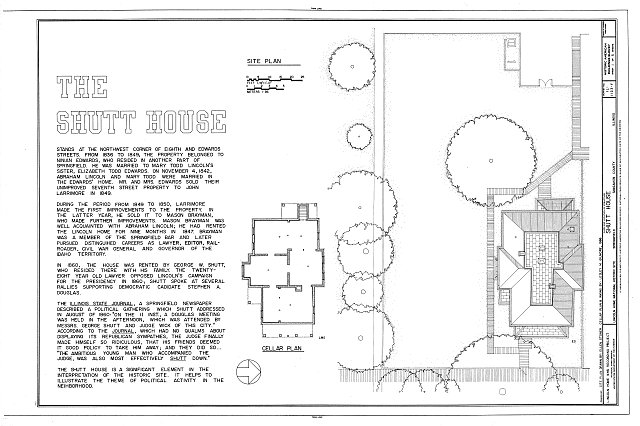 THE
SHUTT HOUSE
STANDS AT THE NORTHWEST CORNER OF EIGHTH AND EDWARDS
STREETS. FROM 1836 TO 1849, THE PROPERTY BELONGED TO
NINIAN EDWARDS, WHO RESIDED IN ANOTHER PART OF
SPRINGFIELD. HE WAS MARRIED TO MARY TODD LINCOLN'S
SISTER, ELIZABETH TODD EDWARDS. ON NOVEMBER 4, 1842,
ABRAHAM LINCOLN AND MARY TODD WERE MARRIED IN
THE EDWARDS' HOME. MR. AND MRS. EDWARDS SOLD THEIR
UNIMPROVED SEVENTH STREET PROPERTY TO JOHN
LARRIMORE IN 1849.
DURING THE PERIOD FROM 1849 TO 1850, LARRIMORE
MADE THE FIRST IMPROVEMENTS TO THE PROPERTY. IN
THE LATTER YEAR, HE SOLD IT TO MASON BRAYMAN,
WHO MADE FURTHER IMPROVEMENTS. MASON BRAYMAN WAS
WELL ACQUAINTED WITH ABRAHAM LINCOLN; HE HAD RENTED
THE LINCOLN HOME FOR NINE MONTHS IN 1847. BRAYMAN
WAS A MEMBER OF THE SPRINGFIELD BAR AND LATER
PURSUED DISTINGUISHED CAREERS AS LAWYER, EDITOR, RAIL-
ROADER, CIVIL WAR GENERAL AND GOVERNOR OF THE
IDAHO TERRITORY.
IN 1860, THE HOUSE WAS RENTED BY GEORGE W. SHUTT,
WHO RESIDED THERE WITH HIS FAMILY. THE TWENTY-
EIGHT YEAR OLD LAWYER OPPOSED LINCOLN'S CAMPAIGN
FOR THE PRESIDENCY IN 1860, SHUTT SPOKE AT SEVERAL
RALLIES SUPPORTING DEMOCRATIC CADIDATE STEPHEN A.
DOUGLAS.
THE ILLINOIS STATE JOURNAL, A SPRINGFIELD NEWSPAPER
DESCRIBED A POLITICAL GATHERING WHICH SHUTT ADDRESSED
IN AUGUST OF 1860: "ON THE 11 INST., A DOUGLAS MEETING
WAS HELD IN THE AFTERNOON, WHICH WAS ATTENDED BY
MESSRS. GEORGE SHUTT AND JUDGE WICK OF THIS CITY."
ACCORDING TO THE JOURNAL, WHICH HAD NO QUALMS ABOUT
DISPLAYING ITS REPUBLICAN SYMPATHIES, THE JUDGE FINALLY
MADE HIMSELF SO RIDICULOUS, THAT HIS FRIENDS DEEMED
IT GOOD POLICY TO TAKE HIM AWAY; AND THEY DID SO...
"THE AMBITIOUS YOUNG MAN WHO ACCOMPANIED THE
JUDGE, WAS ALSO MOST EFFECTIVELY SHUTT DOWN."
THE SHUTT HOUSE IS A SIGNIFICANT ELEMENT IN THE
INTERPRETATION OF THE HISTORIC SITE. IT HELPS TO
ILLUSTRATE THE THEME OF POLITICAL ACTIVITY IN THE
NEIHBORHOOD.
SITE PLAN
CELLAR PLAN
SHUTT HOUSE
ILLINOIS